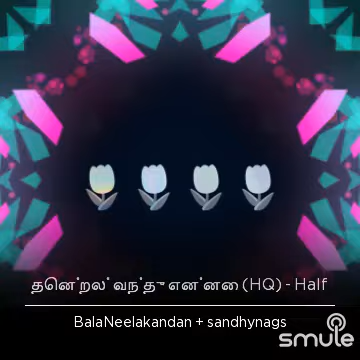 தென்றல் வந்து என்னை (HQ) - Half
BalaNeelakandan + sandhynags
smule